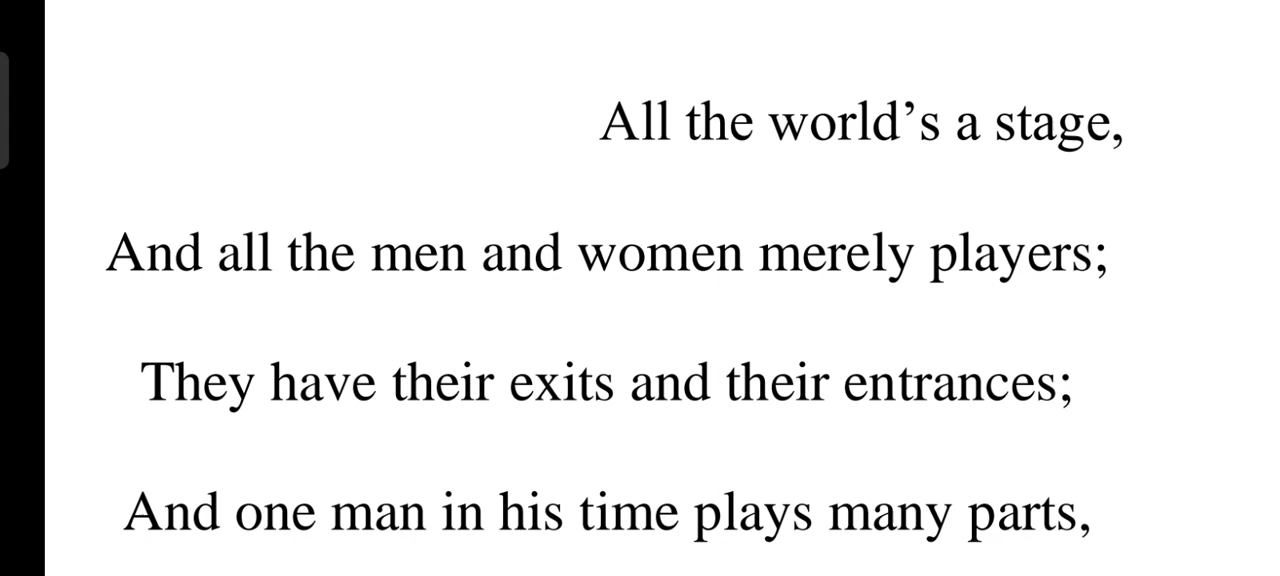 All the world’s a stage,
And all the men and women merely players;
They have their exits and their entrances;
And one man in his time plays many parts,